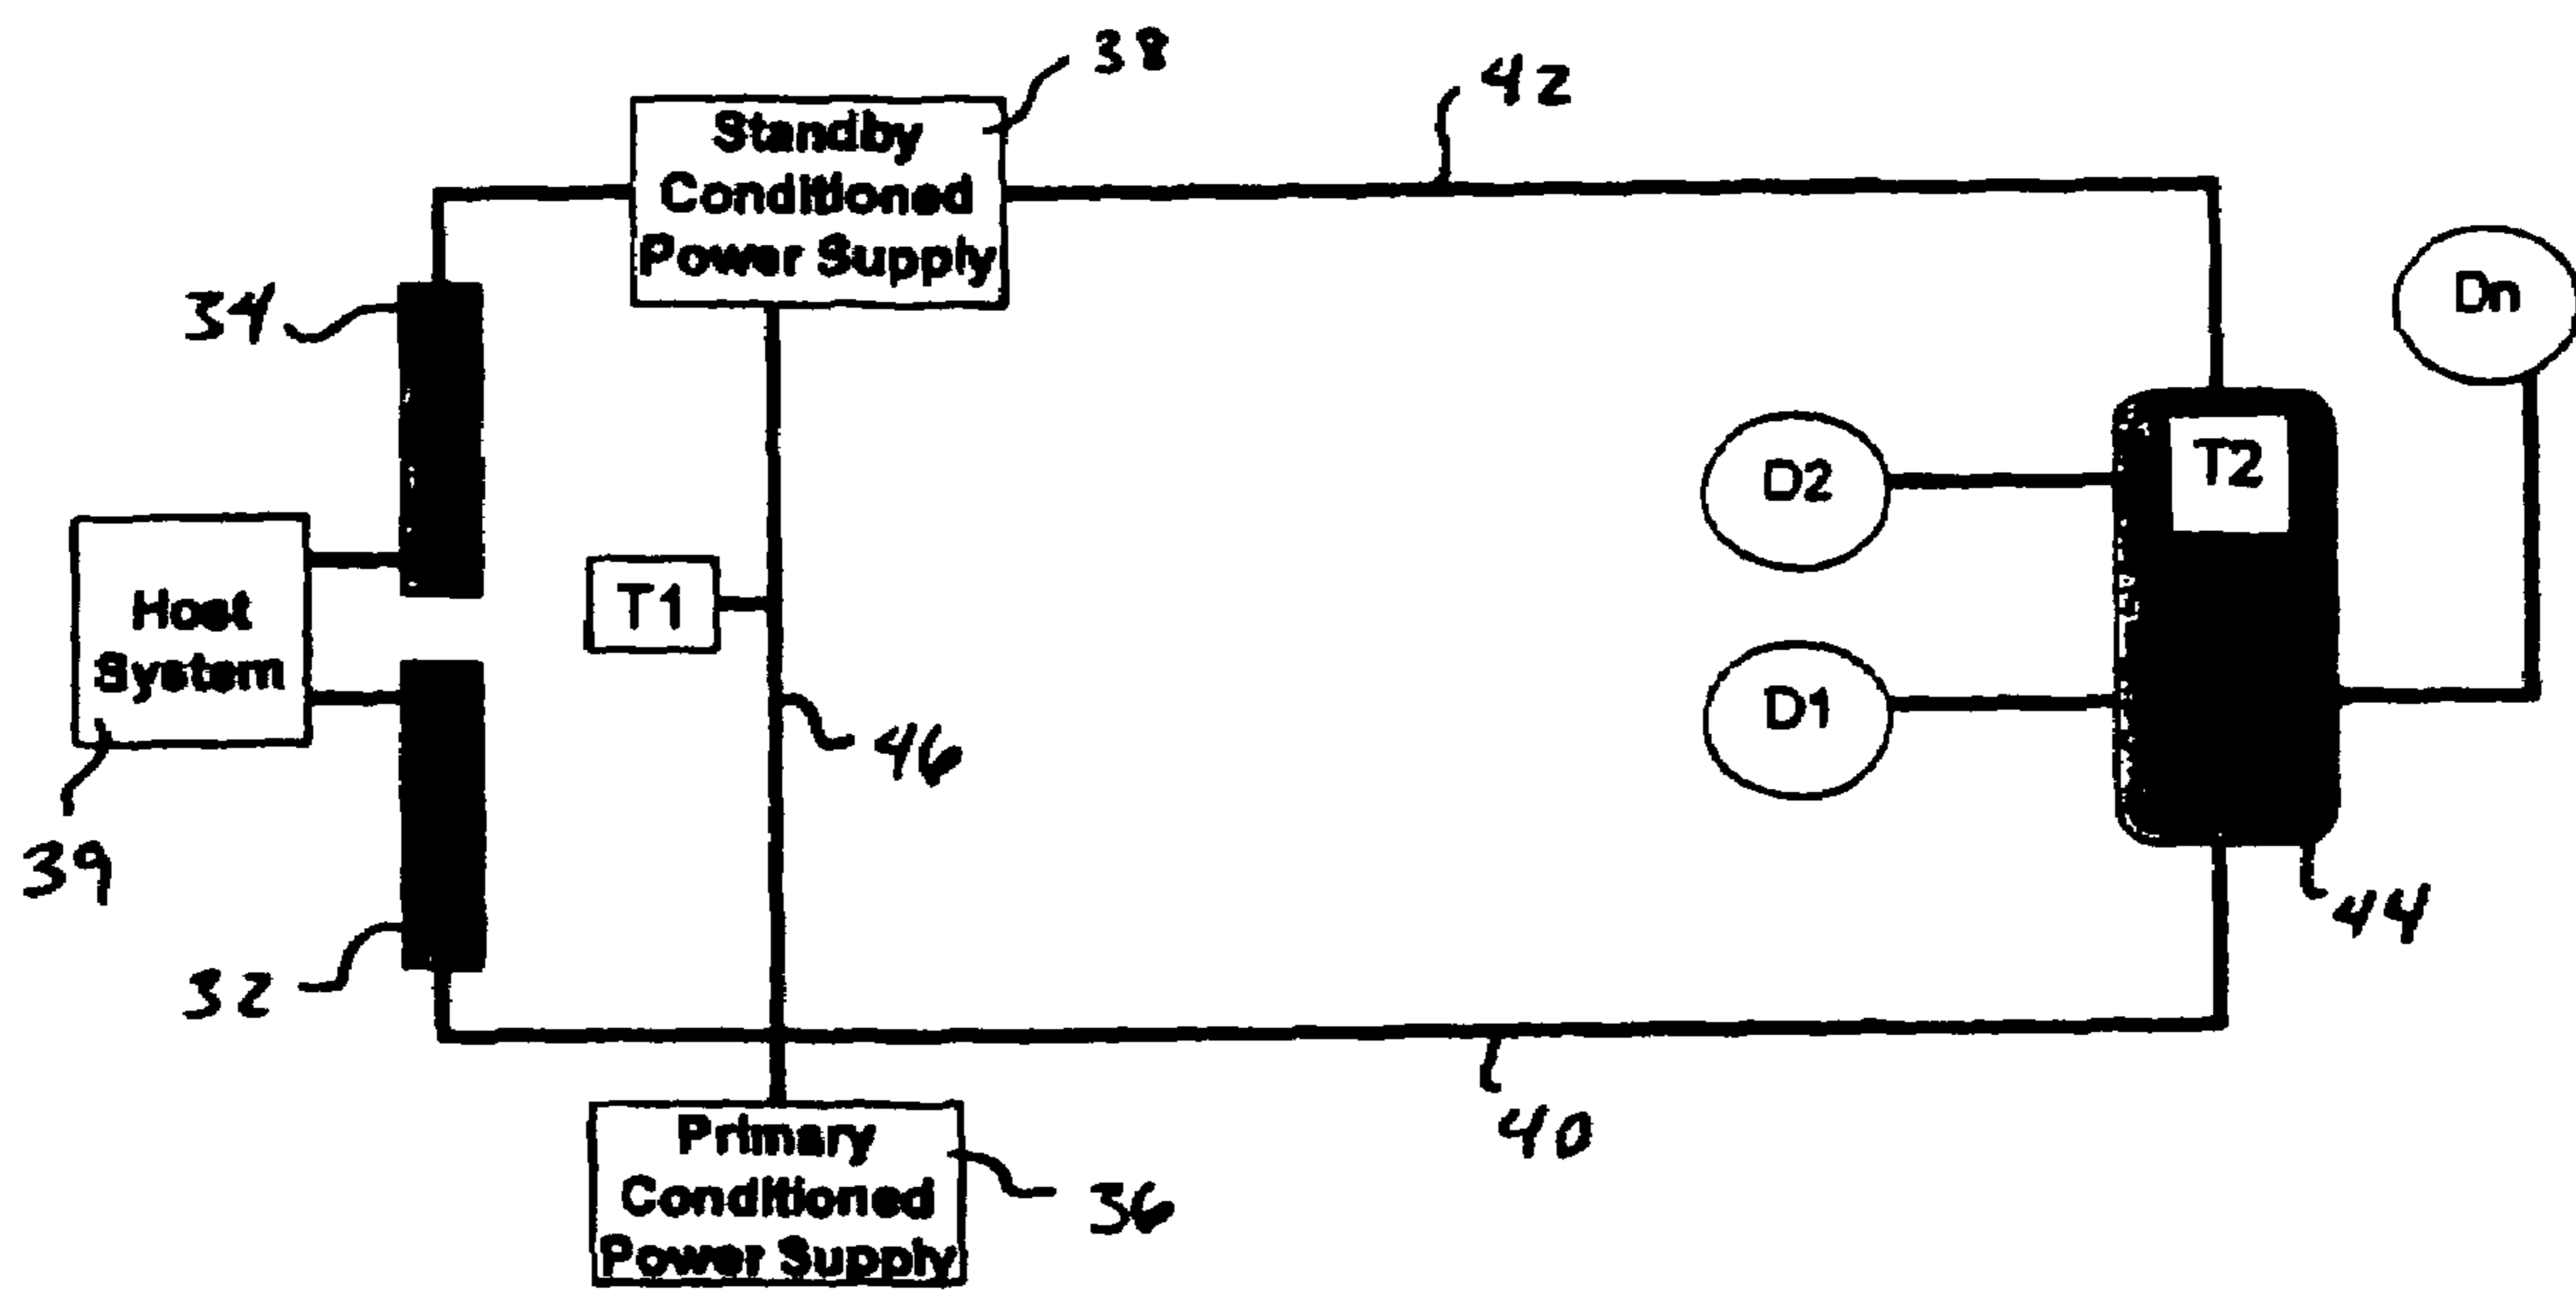 38
42
Standby
Conditioned
Power Supply
34
Dn
D2
T2
Host
System
T1
D1
46
39
44
32
40
Primary
Conditioned
Power Supply
36